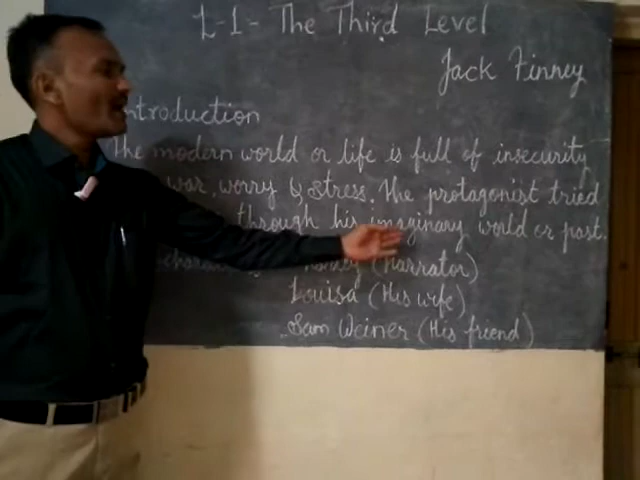 L-1- The Third Level
Jack Finney
ntroduction
The modern world or life is full of insecurity
war, worry & stress. The protagonist tried
through his imaginary world or past.
(Narrator)
Louisa (His wife)
Sam Weiner (His friend)